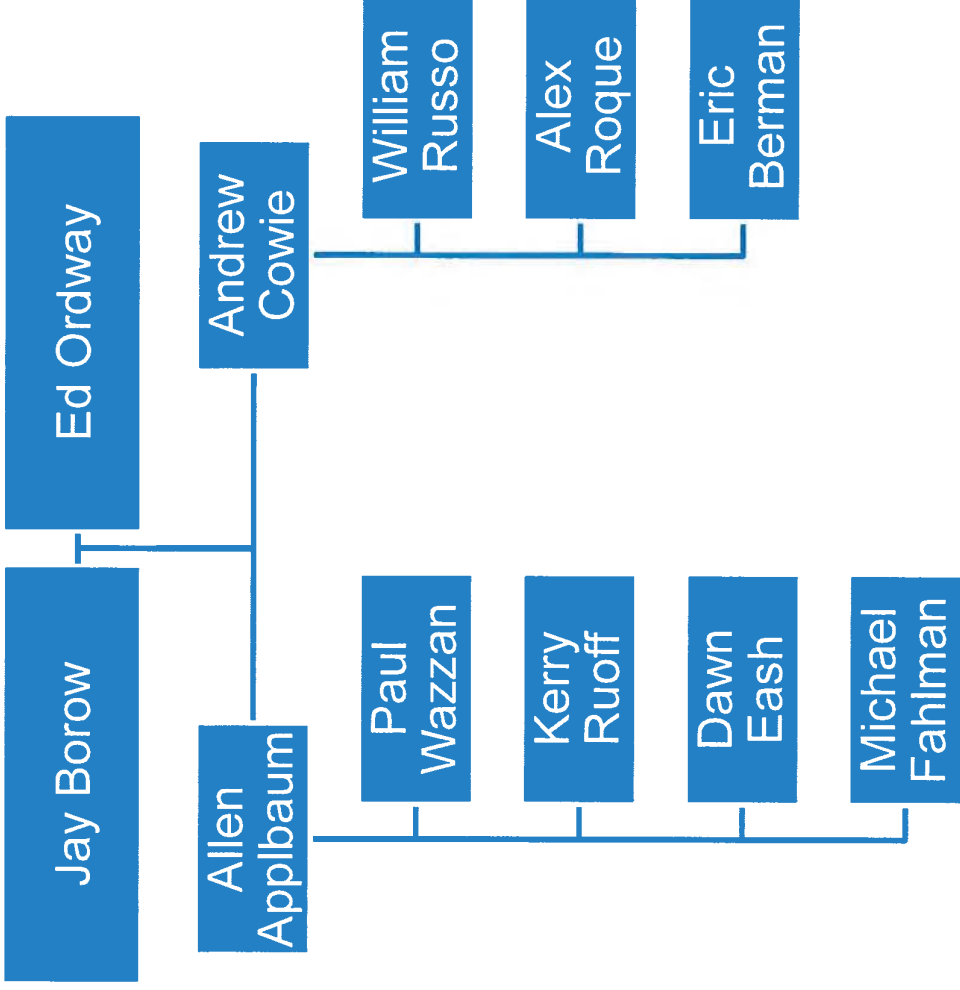 Jay Borow
Ed Ordway
Allen
Applbaum
Andrew
Cowie
Paul
Wazzan
Kerry
Ruoff
Dawn
Eash
Michael
Fahlman
William
Russo
Alex
Roque
Eric
Berman